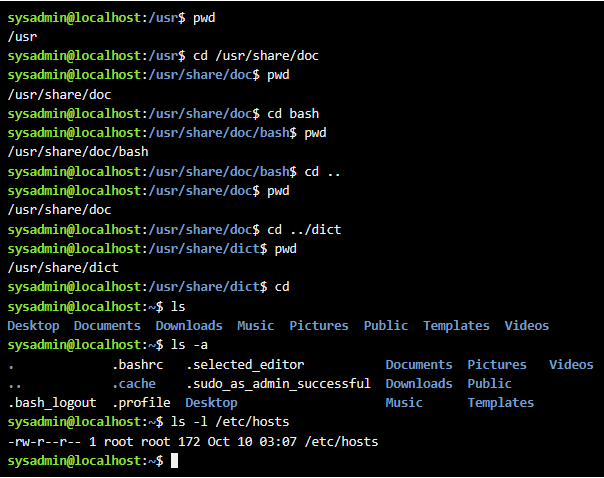 sysadmin@localhost:/usr$ pwd
/usr
sysadmin@localhost:/usr$ cd /usr/share/doc
sysadmin@localhost:/usr/share/doc$ pwd
/usr/share/doc
sysadmin@localhost:/usr/share/doc$ cd bash
sysadmin@localhost:/usr/share/doc/bash$ pwd
/usr/share/doc/bash
sysadmin@localhost:/usr/share/doc/bash$ cd ..
sysadmin@localhost:/usr/share/doc$ pwd
/usr/share/doc
sysadmin@localhost:/usr/share/doc$ cd ../dict
sysadmin@localhost:/usr/share/dict$ pwd
/usr/share/dict
sysadmin@localhost:/usr/share/dict$ cd
sysadmin@localhost:~$ ls
Desktop  Documents  Downloads  Music  Pictures  Public  Templates  Videos
sysadmin@localhost:~$ ls -a
.             .bashrc   .selected_editor           Documents  Pictures   Videos
..            .cache    .sudo_as_admin_successful  Downloads  Public
.bash_logout  .profile  Desktop                    Music      Templates
sysadmin@localhost:~$ ls -l /etc/hosts
-rw-r--r-- 1 root root 172 Oct 10 03:07 /etc/hosts
sysadmin@localhost:~$